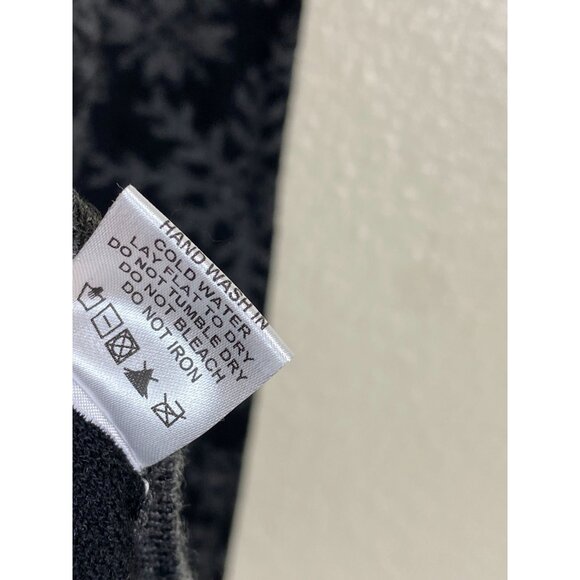 HAND WASH IN
COLD WATER
LAY FLAT TO DRY
DO NOT TUMBLE DRY
DO NOT BLEACH
DO NOT IRON